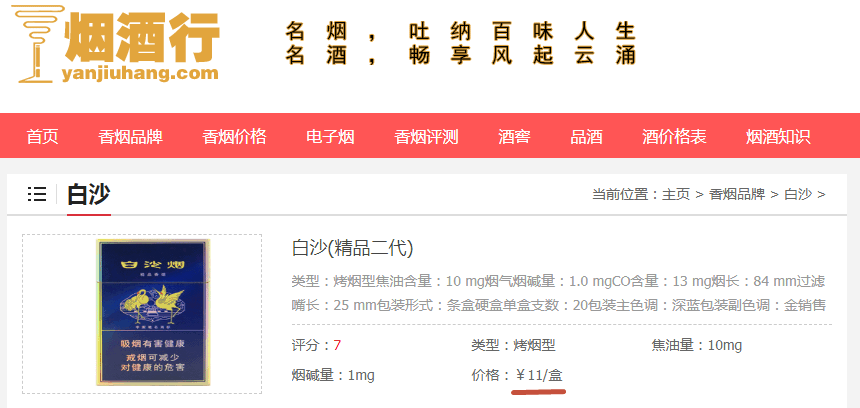 烟酒行
yanjiuhang.com
名烟，吐纳百味人生
名酒，畅享风起云涌
首页 香烟品牌 香烟价格 电子烟 香烟评测 酒窖 品酒 酒价格表 烟酒知识
白沙
当前位置：主页 > 香烟品牌 > 白沙 >
白沙(精品二代)
类型：烤烟型焦油含量：10 mg烟气烟碱量：1.0 mgCO含量：13 mg烟长：84 mm过滤
嘴长：25 mm包装形式：条盒硬盒单盒支数：20包装主色调：深蓝包装副色调：金销售
评分：7 类型：烤烟型 焦油量：10mg
烟碱量：1mg 价格：￥11/盒
白沙烟
吸烟有害健康
戒烟可减少
对健康的危害